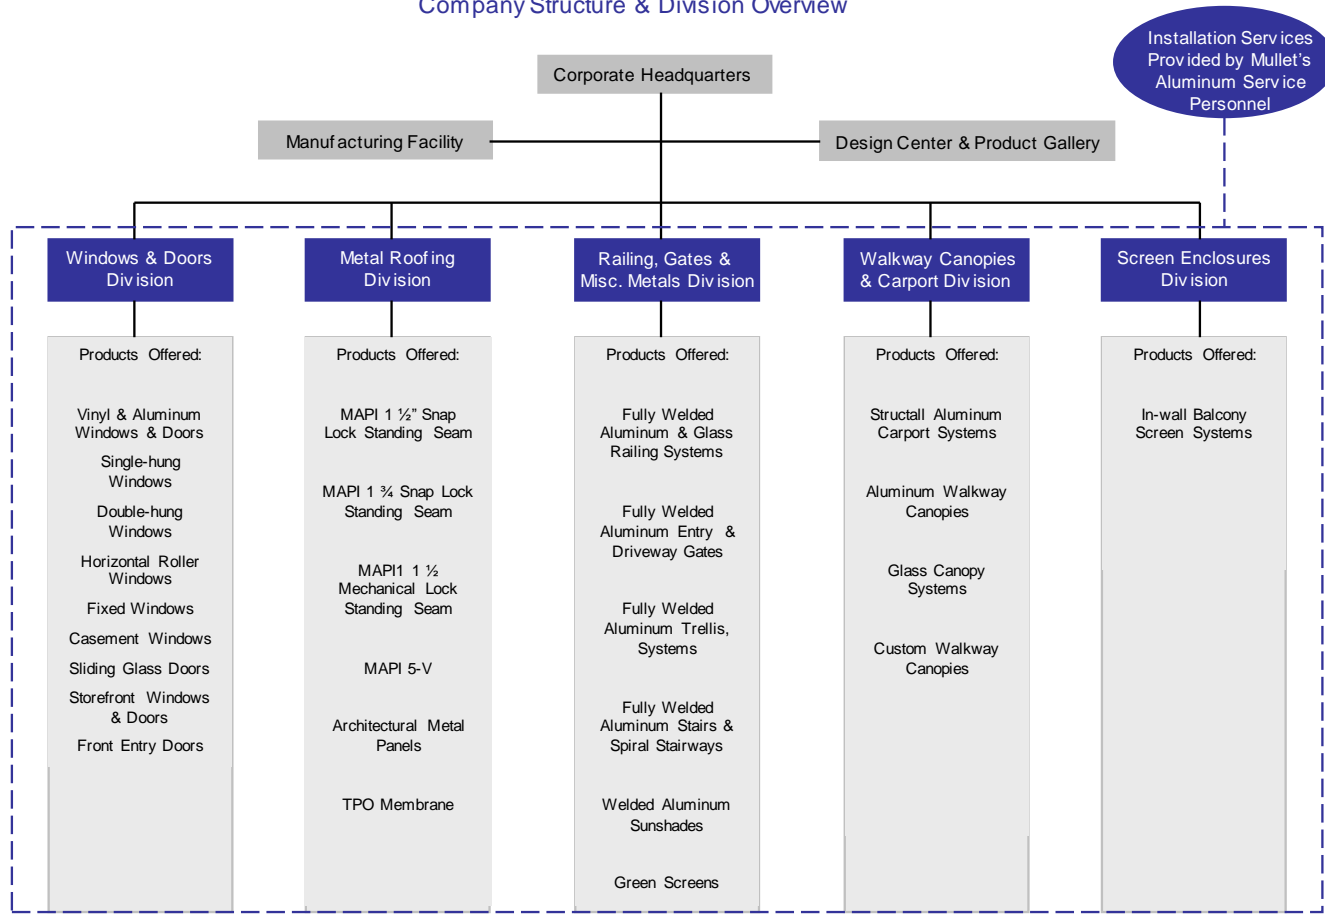 Company Structure & Division Overview
Installation Services
Provided by Mullet's
Aluminum Service
Personnel
Corporate Headquarters
Manufacturing Facility
Design Center & Product Gallery
Windows & Doors
Division
Metal Roofing
Division
Railing, Gates &
Misc. Metals Division
Walkway Canopies
& Carport Division
Screen Enclosures
Division
Products Offered:
Vinyl & Aluminum
Windows & Doors
Single-hung
Windows
Double-hung
Windows
Horizontal Roller
Windows
Fixed Windows
Casement Windows
Sliding Glass Doors
Storefront Windows
& Doors
Front Entry Doors
Products Offered:
MAPI 1 ½” Snap
Lock Standing Seam
MAPI 1 ¾ Snap Lock
Standing Seam
MAPI1 1 ½
Mechanical Lock
Standing Seam
MAPI 5-V
Architectural Metal
Panels
TPO Membrane
Products Offered:
Fully Welded
Aluminum & Glass
Railing Systems
Fully Welded
Aluminum Entry &
Driveway Gates
Fully Welded
Aluminum Trellis,
Systems
Fully Welded
Aluminum Stairs &
Spiral Stairways
Welded Aluminum
Sunshades
Green Screens
Products Offered:
Structall Aluminum
Carport Systems
Aluminum Walkway
Canopies
Glass Canopy
Systems
Custom Walkway
Canopies
Products Offered:
In-wall Balcony
Screen Systems